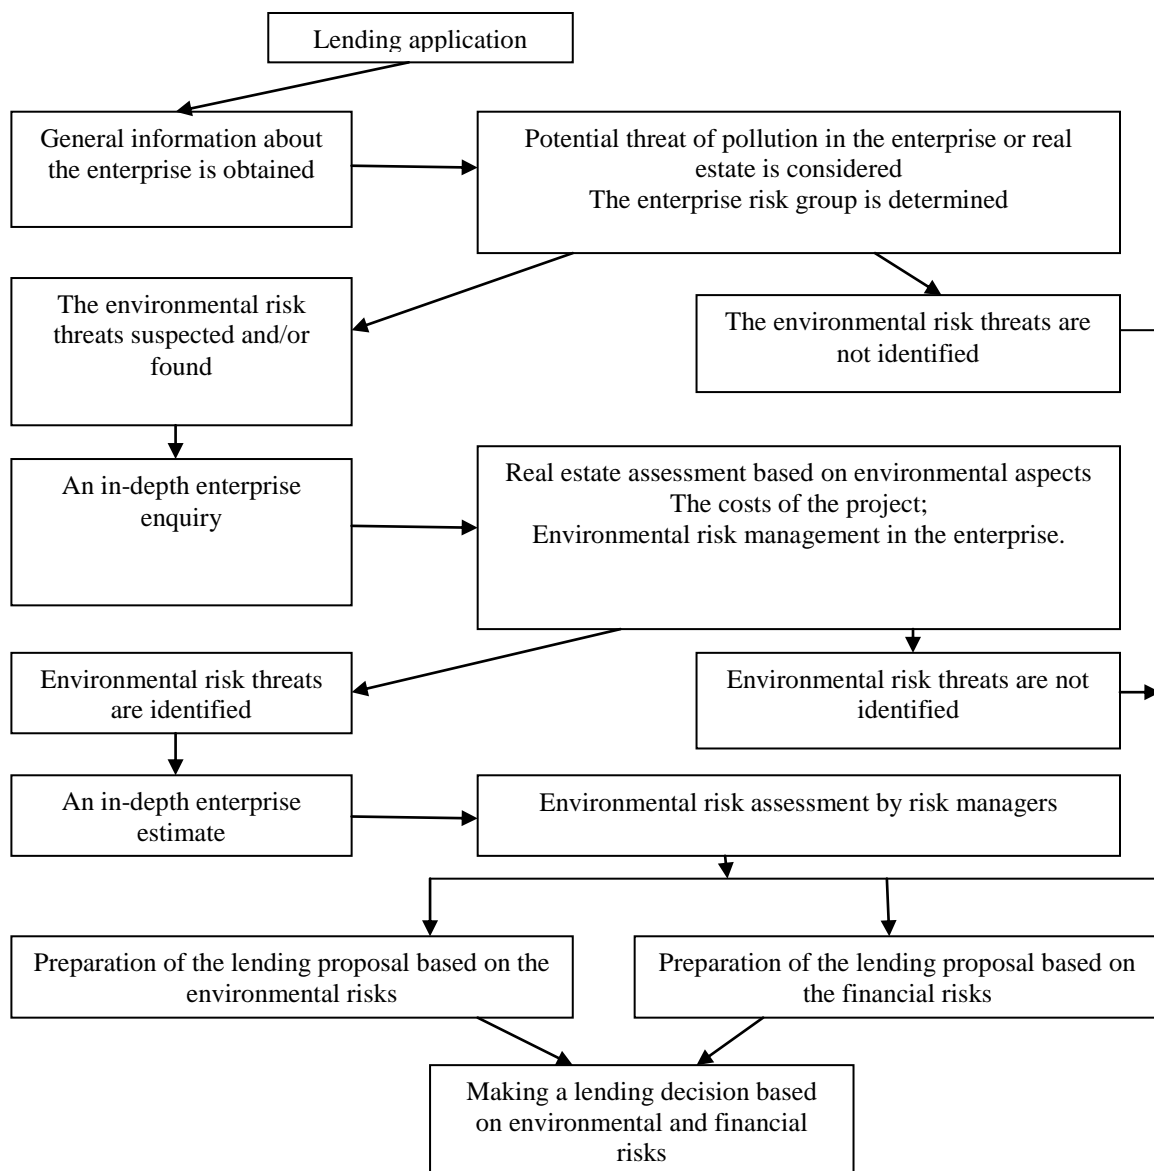 Lending application
General information about
the enterprise is obtained
Potential threat of pollution in the enterprise or real
estate is considered
The enterprise risk group is determined
The environmental risk
threats suspected and/or
found
The environmental risk threats are
not identified
An in-depth enterprise
enquiry
Real estate assessment based on environmental aspects
The costs of the project;
Environmental risk management in the enterprise.
Environmental risk threats
are identified
Environmental risk threats are not
identified
An in-depth enterprise
estimate
Environmental risk assessment by risk managers
Preparation of the lending proposal based on the
environmental risks
Preparation of the lending proposal based on
the financial risks
Making a lending decision based
on environmental and financial
risks